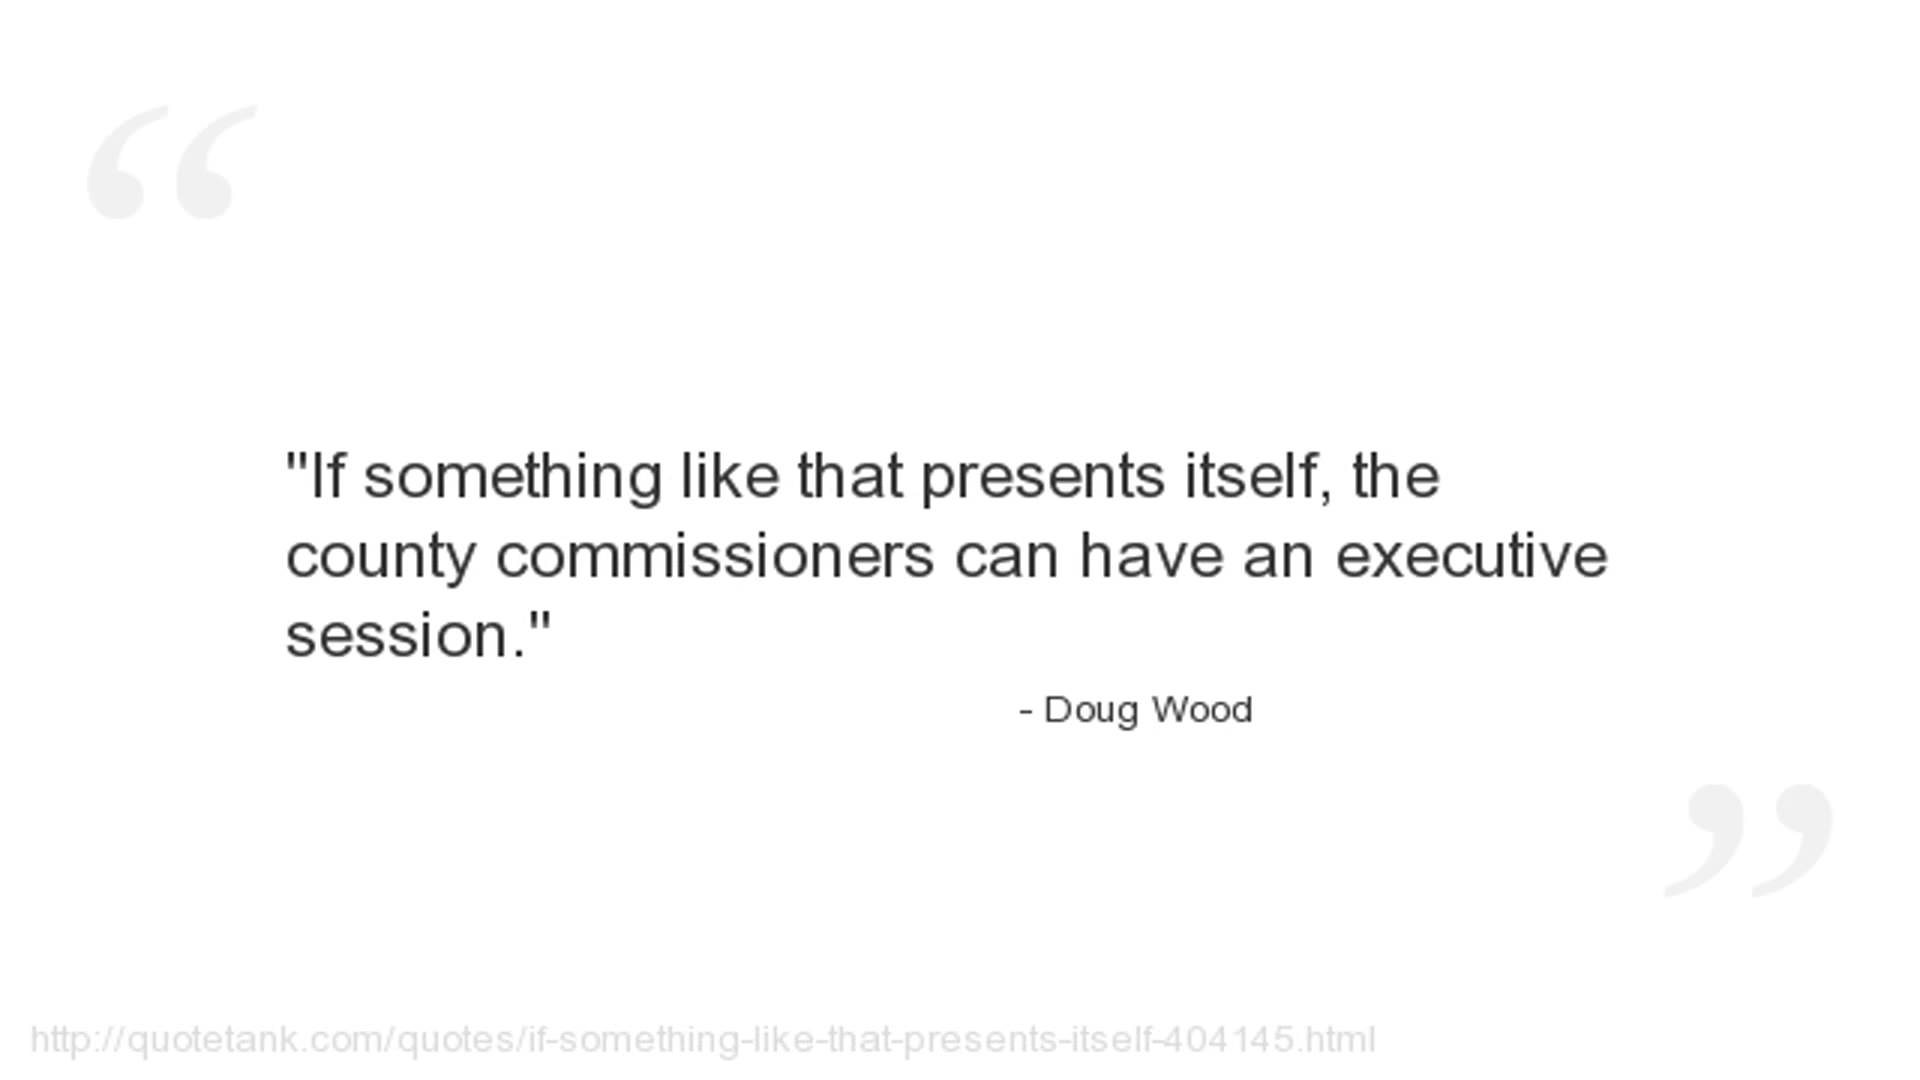 "If something like that presents itself, the
county commissioners can have an executive
session."
- Doug Wood
http://quotetank.com/quotes/if-something-like-that-presents-itself-404145.html